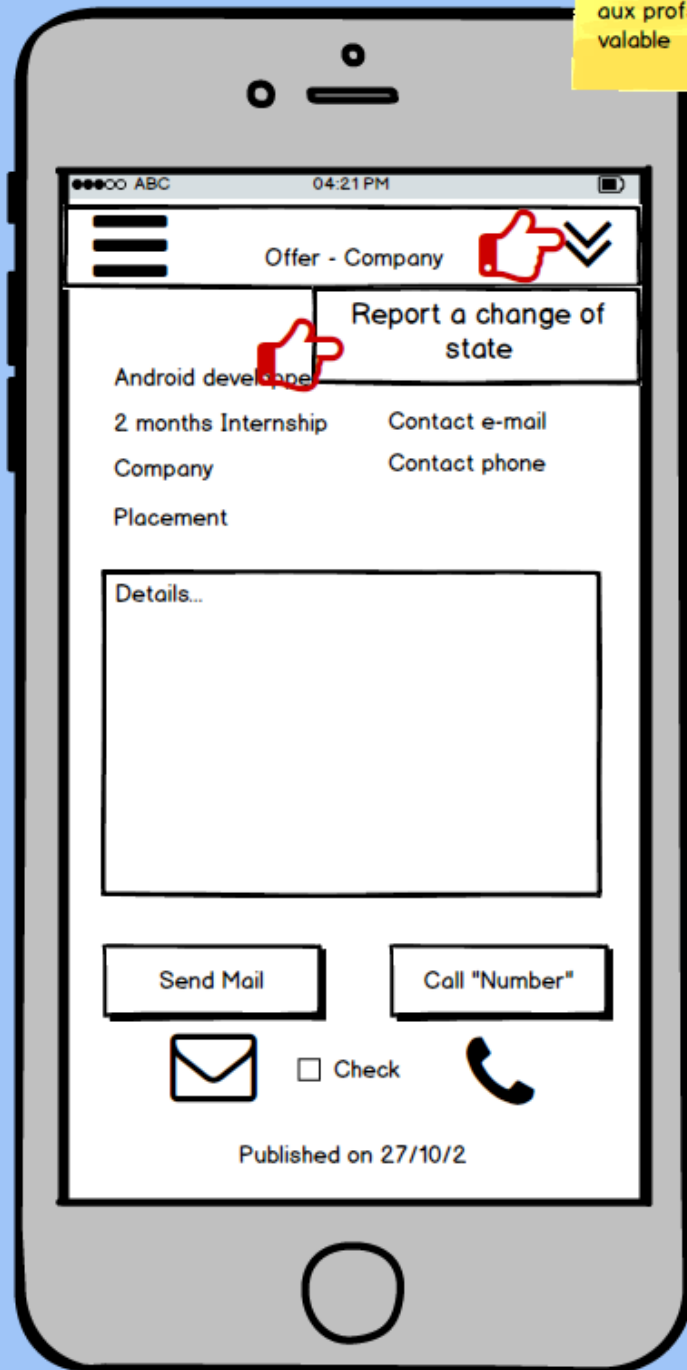 aux prof
valable
ABC 04:21 PM
Offer - Company
Report a change of
state
Android developpe
2 months Internship
Contact e-mail
Company
Contact phone
Placement
Details...
Send Mail
Call "Number"
Check
Published on 27/10/2